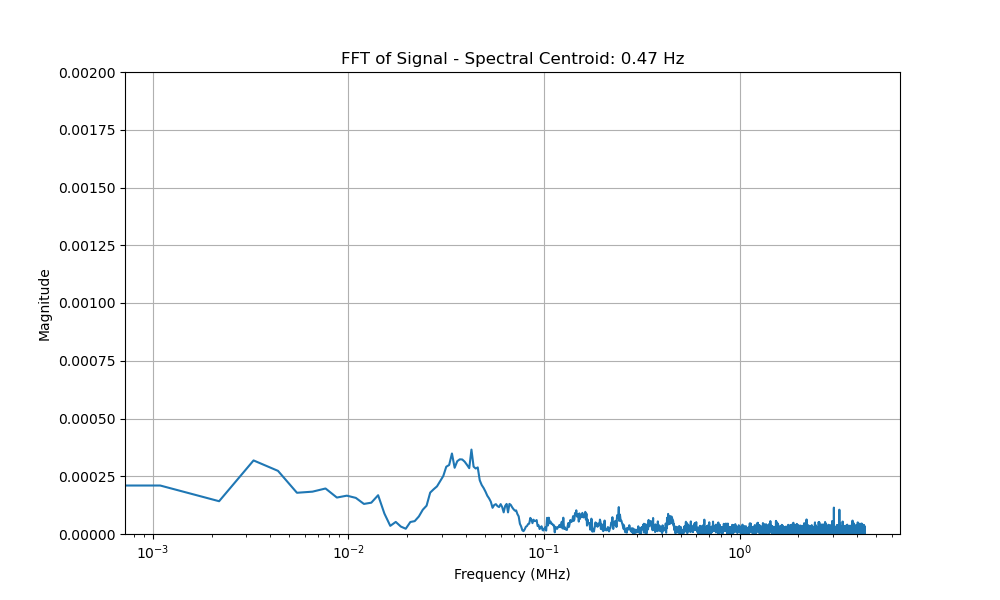 FFT of Signal - Spectral Centroid: 0.47 Hz
0.00200
0.00175
0.00150
0.00125
0.00100
0.00075
0.00050
0.00025
0.00000
Magnitude
10⁻³ 10⁻² 10⁻¹ 10⁰
Frequency (MHz)